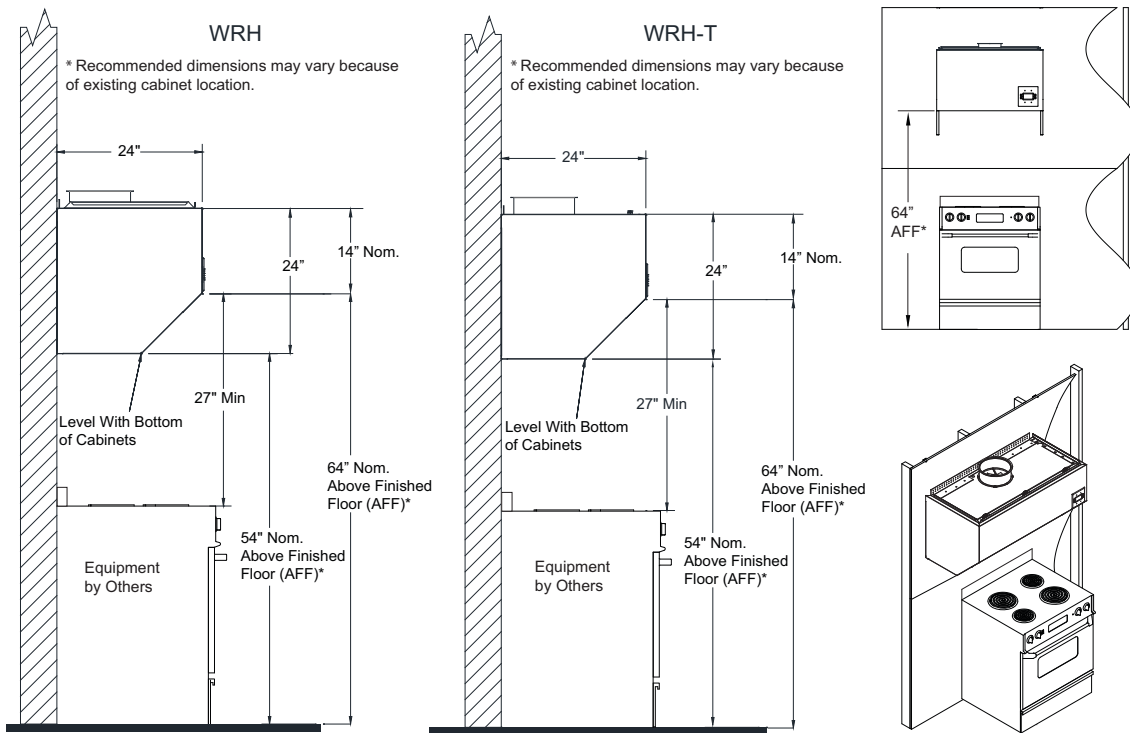 WRH
* Recommended dimensions may vary because
of existing cabinet location.
24"
14” Nom.
24”
27" Min
Level With Bottom
of Cabinets
64” Nom.
Above Finished
Floor (AFF)*
54" Nom.
Above Finished
Floor (AFF)*
Equipment
by Others
WRH-T
* Recommended dimensions may vary because
of existing cabinet location.
24"
14” Nom.
24”
27" Min
Level With Bottom
of Cabinets
64” Nom.
Above Finished
Floor (AFF)*
54" Nom.
Above Finished
Floor (AFF)*
Equipment
by Others
64”
AFF*